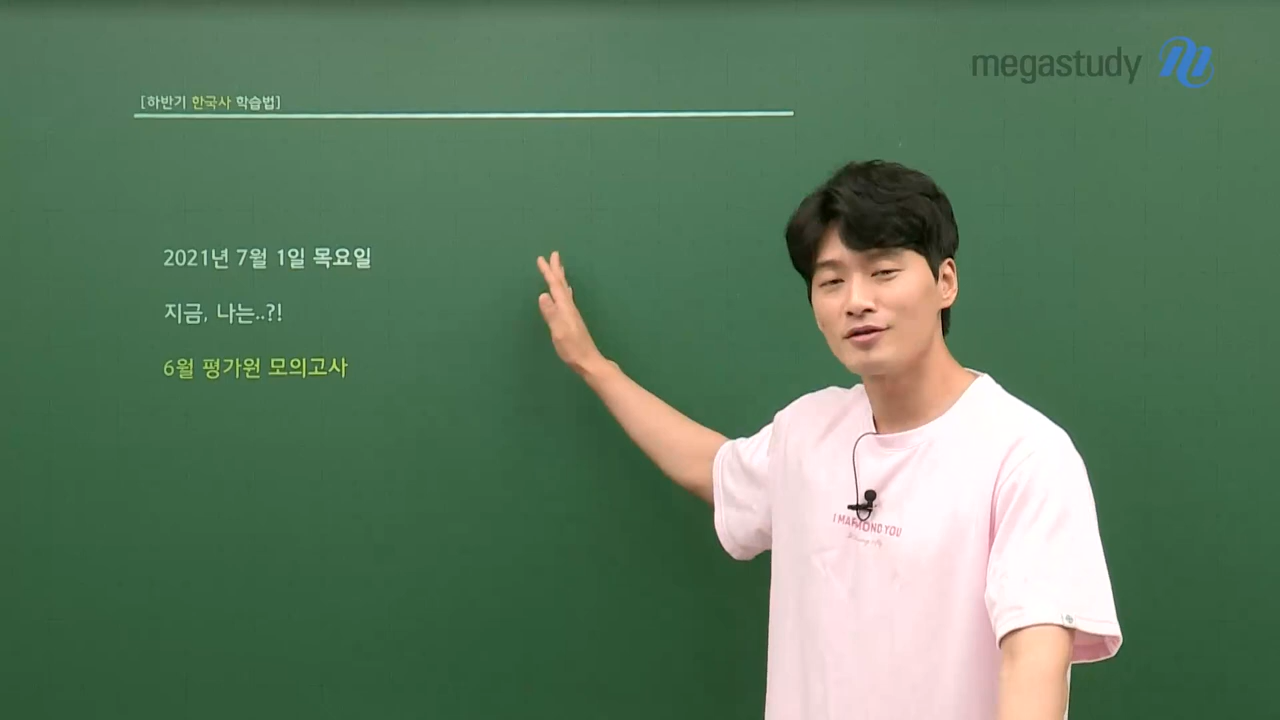 megastudy
[하반기 한국사 학습법]
2021년 7월 1일 목요일
지금, 나는..?!
6월 평가원 모의고사